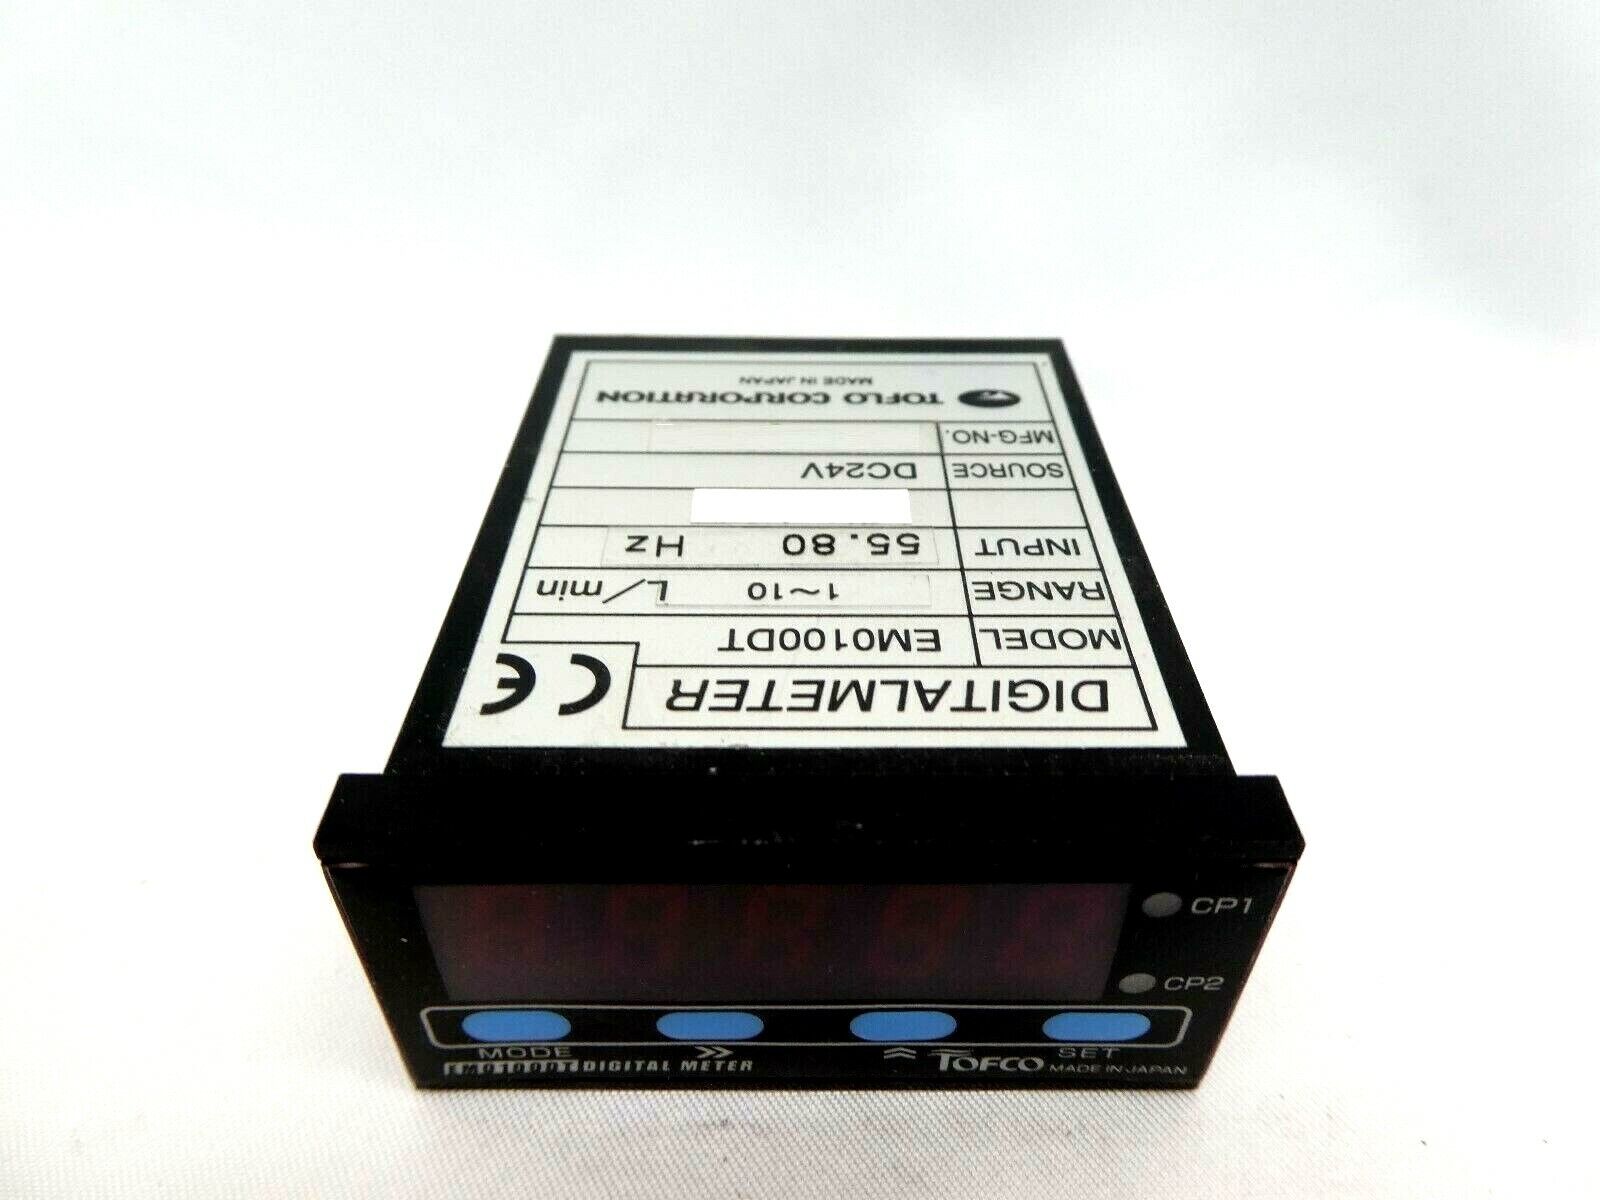 DIGITALMETER CE
MODEL EM0100DT
RANGE 1~10 L/min
INPUT 55.80 Hz
SOURCE DC24V
MFG-NO.
TOFLO CORPORATION
MADE IN JAPAN
CP1
CP2
MODE SET
EM0100DT DIGITAL METER TOFCO MADE IN JAPAN